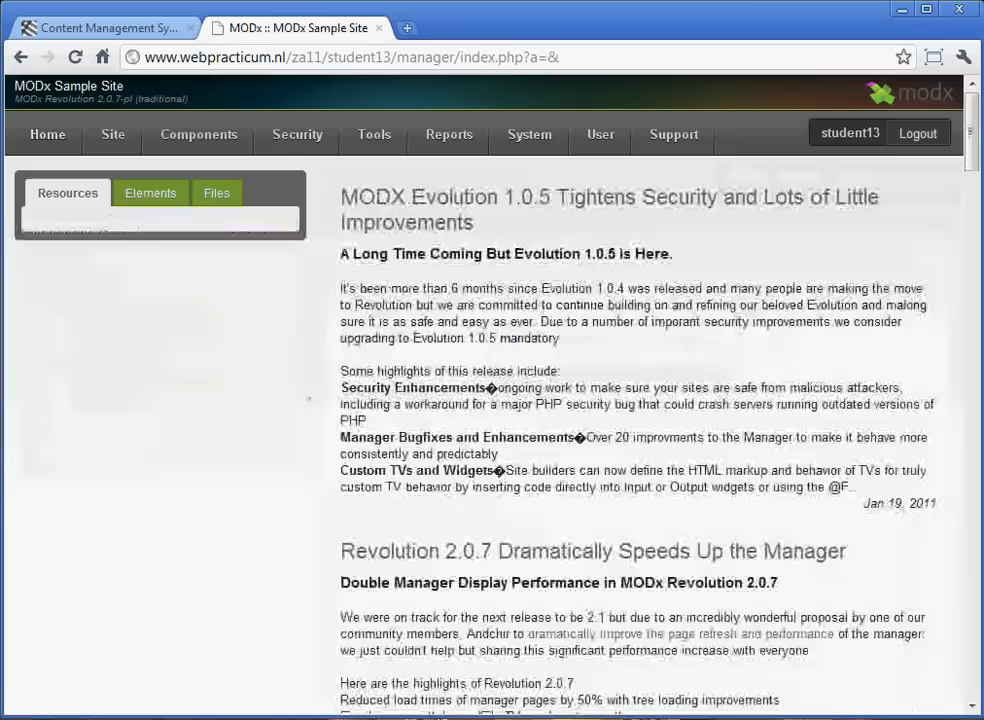 Content Management Sy...
MODx :: MODx Sample Site
www.webpracticum.nl/za11/student13/manager/index.php?a=&
MODx Sample Site
MODx Revolution 2.0.7-pl (traditional)
modx
Home Site Components Security Tools Reports System User Support student13 Logout
Resources Elements Files
MODX Evolution 1.0.5 Tightens Security and Lots of Little
Improvements
A Long Time Coming But Evolution 1.0.5 is Here.
It's been more than 6 months since Evolution 1.0.4 was released and many people are making the move
to Revolution but we are committed to continue building on and refining our beloved Evolution and making
sure it is as safe and easy as ever. Due to a number of imporant security improvements we consider
upgrading to Evolution 1.0.5 mandatory
Some highlights of this release include:
Security Enhancements�ongoing work to make sure your sites are safe from malicious attackers,
including a workaround for a major PHP security bug that could crash servers running outdated versions of
PHP
Manager Bugfixes and Enhancements�Over 20 improvments to the Manager to make it behave more
consistently and predictably
Custom TVs and Widgets�Site builders can now define the HTML markup and behavior of TVs for truly
custom TV behavior by inserting code directly into Input or Output widgets or using the @F...
Jan 19, 2011
Revolution 2.0.7 Dramatically Speeds Up the Manager
Double Manager Display Performance in MODx Revolution 2.0.7
We were on track for the next release to be 2.1 but due to an incredibly wonderful proposal by one of our
community members, Andchir to dramatically improve the page refresh and performance of the manager:
we just couldn't help but sharing this significant performance increase with everyone
Here are the highlights of Revolution 2.0.7
Reduced load times of manager pages by 50% with tree loading improvements